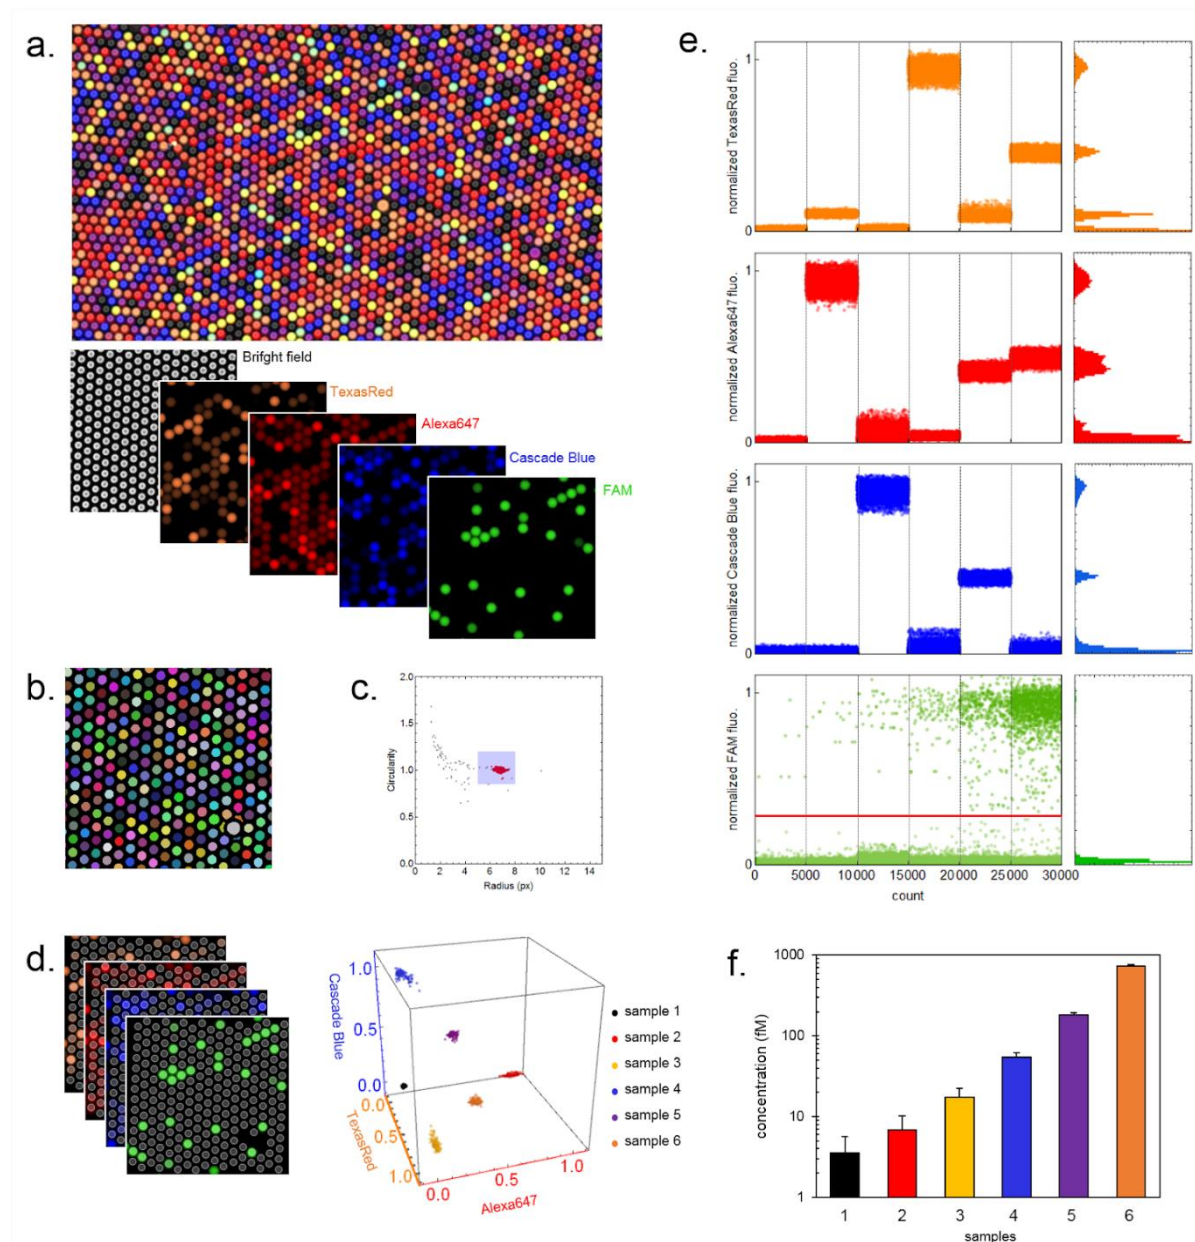 a.
Brifght field
TexasRed
Alexa647
Cascade Blue
FAM
b.
c.
2.0
1.5
1.0
0.5
0.0
Circularity
0 2 4 6 8 10 12 14
Radius (px)
d.
Cascade Blue
1.0
0.5
0.0
TexasRed
0.0
0.5
1.0
0.0 0.5 1.0
Alexa647
sample 1
sample 2
sample 3
sample 4
sample 5
sample 6
e.
normalized TexasRed fluo.
1
0
normalized Alexa647 fluo.
1
0
normalized Cascade Blue fluo.
1
0
normalized FAM fluo.
1
0
0 5000 10000 15000 20000 25000 30000
count
f.
concentration (fM)
1000
100
10
1
1 2 3 4 5 6
samples